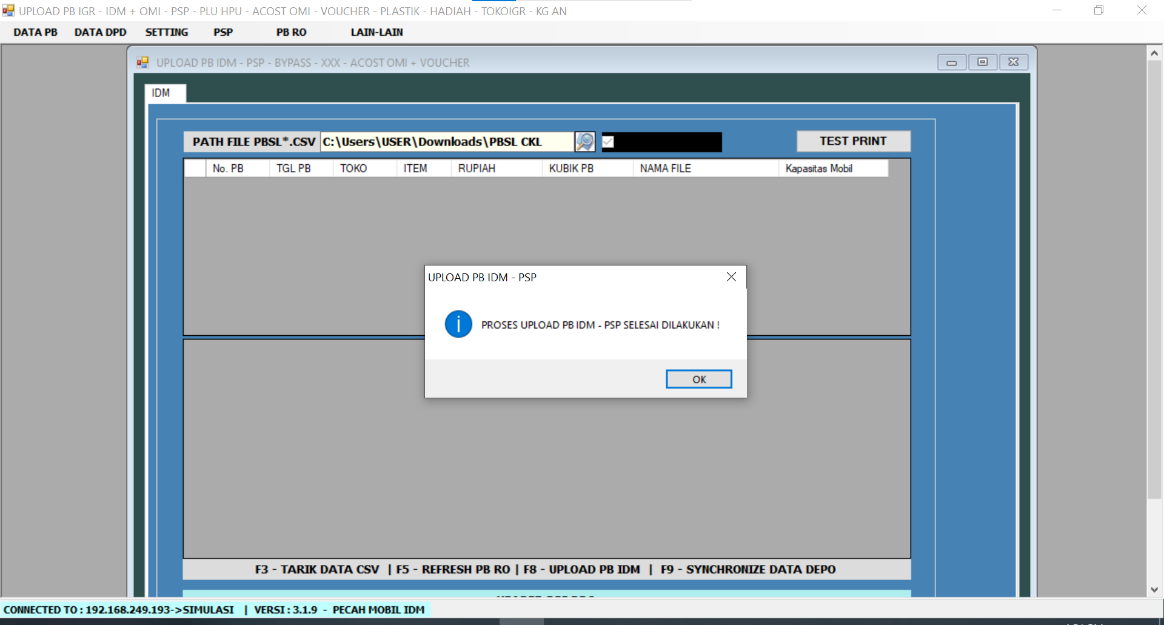 UPLOAD PB IGR - IDM + OMI - PSP - PLU HPU - ACOST OMI - VOUCHER - PLASTIK - HADIAH - TOKOIGR - KG AN
DATA PB DATA DPD SETTING PSP PB RO LAIN-LAIN
UPLOAD PB IDM - PSP - BYPASS - XXX - ACOST OMI + VOUCHER
IDM
PATH FILE PBSL*.CSV C:\Users\USER\Downloads\PBSL CKL TEST PRINT
No. PB TGL PB TOKO ITEM RUPIAH KUBIK PB NAMA FILE Kapasitas Mobil
UPLOAD PB IDM - PSP
PROSES UPLOAD PB IDM - PSP SELESAI DILAKUKAN !
OK
F3 - TARIK DATA CSV | F5 - REFRESH PB RO | F8 - UPLOAD PB IDM | F9 - SYNCHRONIZE DATA DEPO
CONNECTED TO : 192.168.249.193->SIMULASI | VERSI : 3.1.9 - PECAH MOBIL IDM